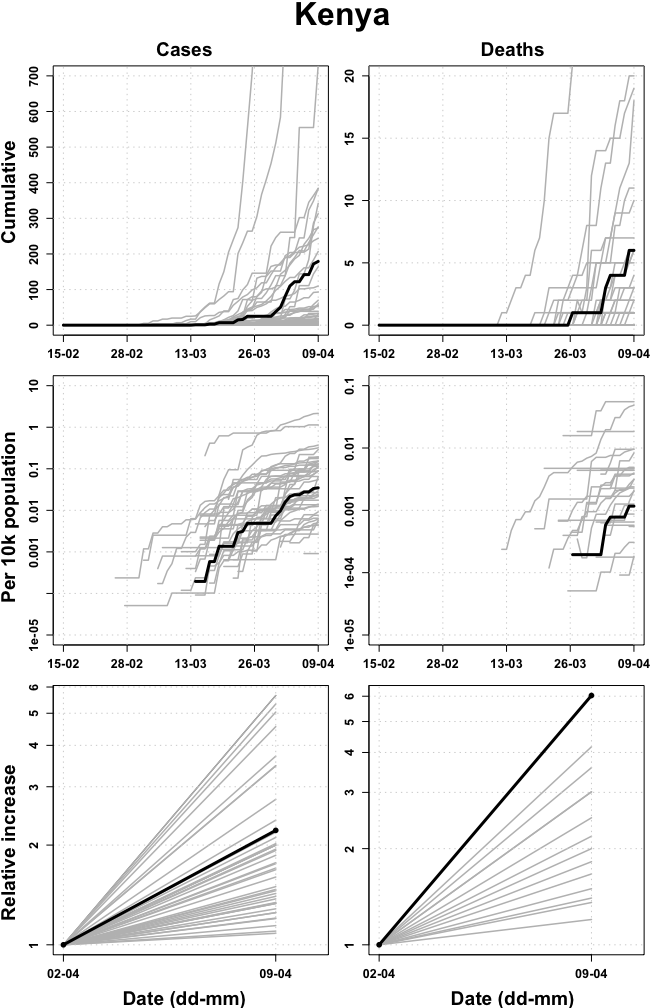 Kenya
Cases
Deaths
Cumulative
700
600
500
400
300
200
100
0
15-02 28-02 13-03 26-03 09-04
20
15
10
5
0
15-02 28-02 13-03 26-03 09-04
Per 10k population
10
1
0.1
0.01
0.001
1e-05
15-02 28-02 13-03 26-03 09-04
0.1
0.01
0.001
1e-04
1e-05
15-02 28-02 13-03 26-03 09-04
Relative increase
6
5
4
3
2
1
02-04 09-04
Date (dd-mm)
6
5
4
3
2
1
02-04 09-04
Date (dd-mm)